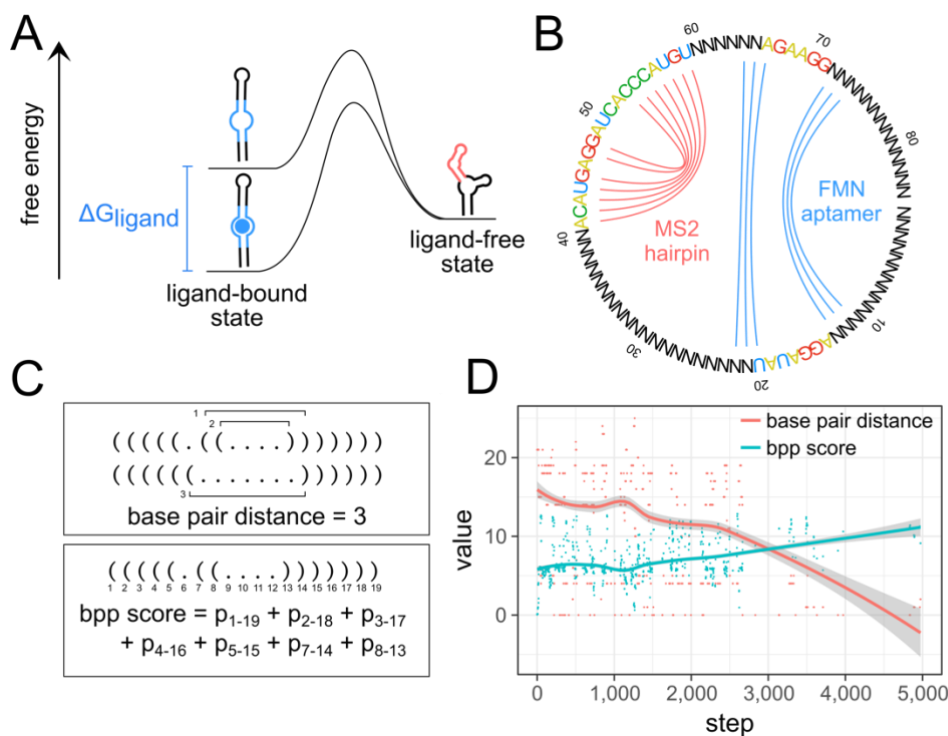 A
free energy
ΔGligand
ligand-bound
state
ligand-free
state
B
ACAUGAGGAUCACCCAUGU
NNNNNN
AGAAGG
AGGAUAU
10
20
30
40
50
60
70
80
MS2
hairpin
FMN
aptamer
C
1
2
( ( ( ( ( . ( ( . . . . ) ) ) ) ) ) )
( ( ( ( ( ( . . . . . . . ) ) ) ) ) )
3
base pair distance = 3
( ( ( ( ( . ( ( . . . . ) ) ) ) ) ) )
1 2 3 4 5 6 7 8 9 10 11 12 13 14 15 16 17 18 19
bpp score = p1-19 + p2-18 + p3-17
+ p4-16 + p5-15 + p7-14 + p8-13
D
base pair distance
bpp score
value
20
10
0
0 1,000 2,000 3,000 4,000 5,000
step